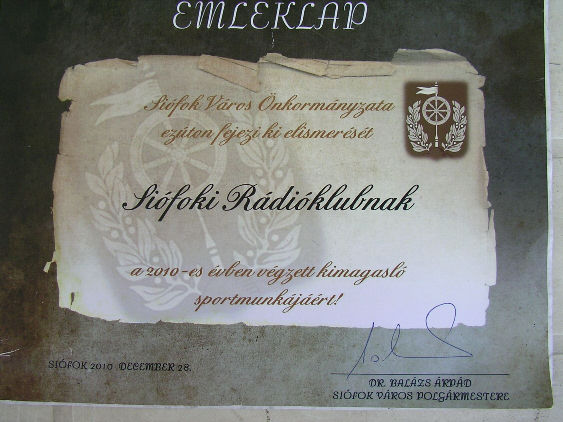 EMLÉKLAP
Siófok Város Önkormányzata
ezúton fejezi ki elismerését
Siófoki Rádióklubnak
a 2010-es évben végzett kimagasló
sportmunkájáért!
SIÓFOK 2010 DECEMBER 28.
DR. BALÁZS ÁRPÁD
SIÓFOK VÁROS POLGÁRMESTERE